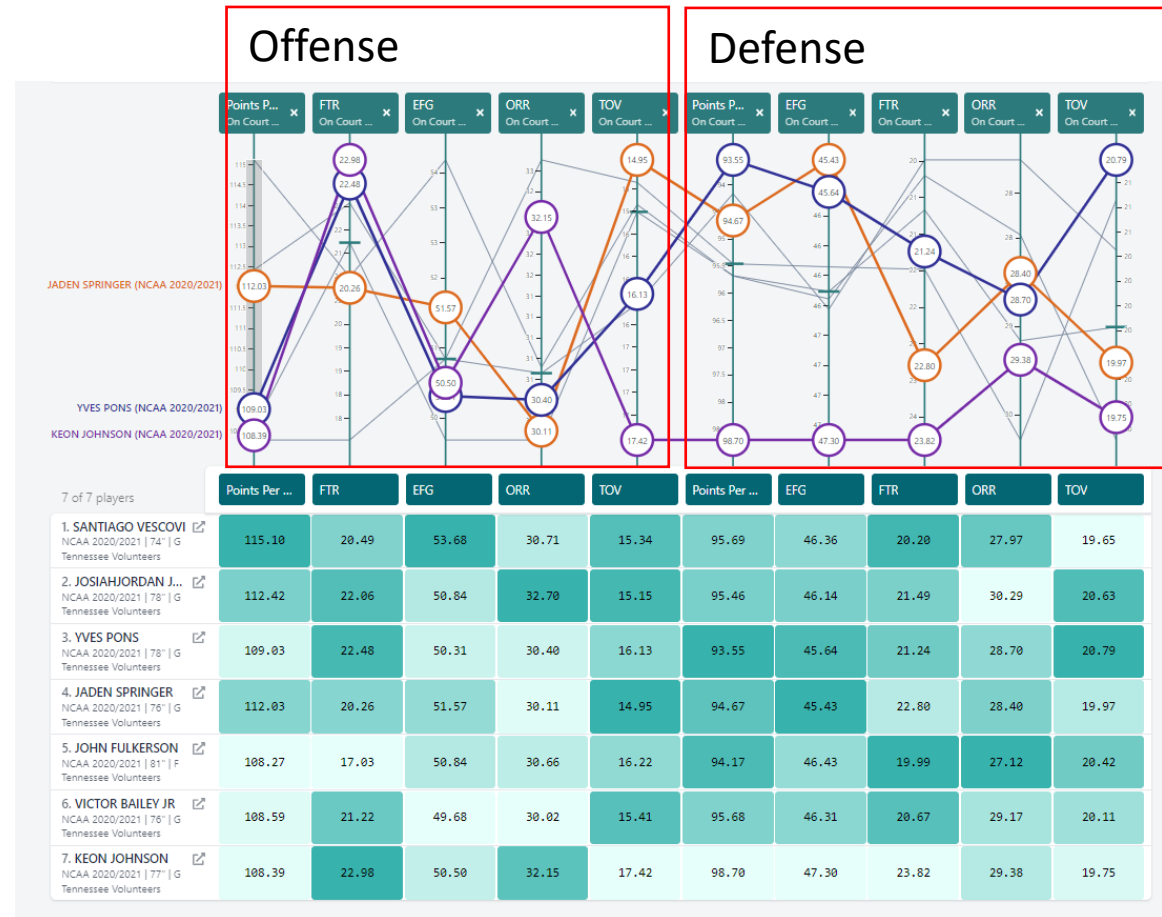 Offense
Defense
Points P... ×
On Court ...
FTR ×
On Court ...
EFG ×
On Court ...
ORR ×
On Court ...
TOV ×
On Court ...
Points P... ×
On Court ...
EFG ×
On Court ...
FTR ×
On Court ...
ORR ×
On Court ...
TOV ×
On Court ...
115
114.5
114
113.5
113
112.5
111.5
111
110.5
110
109.5
22.98
22.48
20.26
51.57
50.50
32.15
30.40
30.11
14.95
16.13
17.42
93.55
94.67
98.70
45.43
45.64
47.30
21.24
22.80
23.82
28.40
28.70
29.38
20.79
19.97
19.75
JADEN SPRINGER (NCAA 2020/2021) 112.03
YVES PONS (NCAA 2020/2021) 109.03
KEON JOHNSON (NCAA 2020/2021) 108.39
7 of 7 players
Points Per ... FTR EFG ORR TOV Points Per ... EFG FTR ORR TOV
1. SANTIAGO VESCOVI
NCAA 2020/2021 | 74" | G
Tennessee Volunteers
115.10 20.49 53.68 30.71 15.34 95.69 46.36 20.20 27.97 19.65
2. JOSIAHJORDAN J...
NCAA 2020/2021 | 78" | G
Tennessee Volunteers
112.42 22.06 50.84 32.70 15.15 95.46 46.14 21.49 30.29 20.63
3. YVES PONS
NCAA 2020/2021 | 78" | G
Tennessee Volunteers
109.03 22.48 50.31 30.40 16.13 93.55 45.64 21.24 28.70 20.79
4. JADEN SPRINGER
NCAA 2020/2021 | 76" | G
Tennessee Volunteers
112.03 20.26 51.57 30.11 14.95 94.67 45.43 22.80 28.40 19.97
5. JOHN FULKERSON
NCAA 2020/2021 | 81" | F
Tennessee Volunteers
108.27 17.03 50.84 30.66 16.22 94.17 46.43 19.99 27.12 20.42
6. VICTOR BAILEY JR
NCAA 2020/2021 | 76" | G
Tennessee Volunteers
108.59 21.22 49.68 30.02 15.41 95.68 46.31 20.67 29.17 20.11
7. KEON JOHNSON
NCAA 2020/2021 | 77" | G
Tennessee Volunteers
108.39 22.98 50.50 32.15 17.42 98.70 47.30 23.82 29.38 19.75